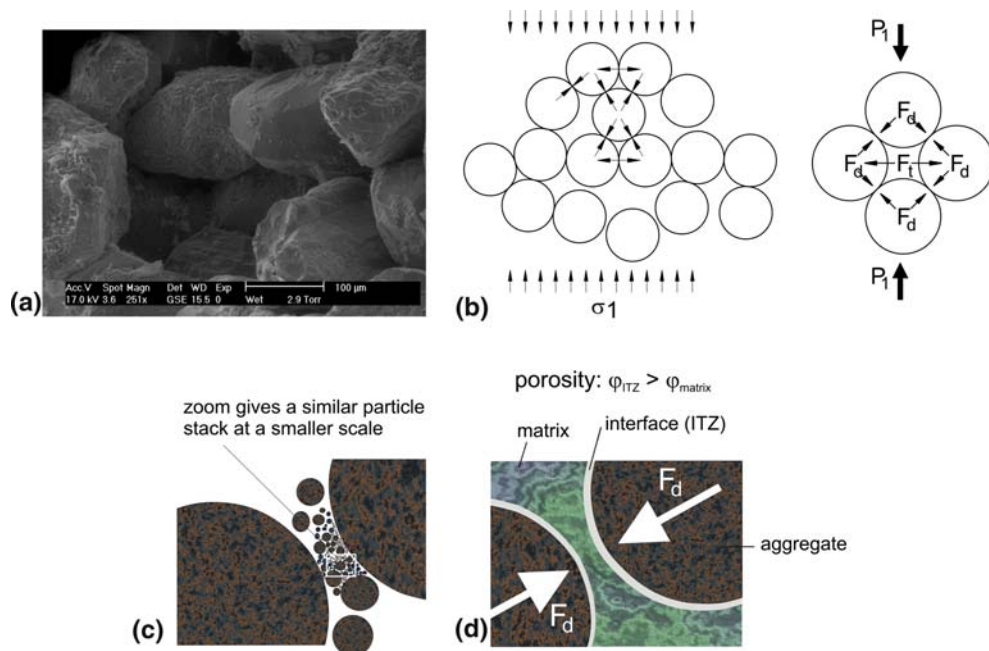 Acc.V Spot Magn Det WD Exp
17.0 kV 3.6 251x GSE 15.5 0 Wet 2.9 Torr 100 µm
(a)
σ1
(b)
P1
Fd
Fd Ft Fd
Fd
P1
zoom gives a similar particle
stack at a smaller scale
(c)
porosity: φITZ > φmatrix
interface (ITZ)
matrix
Fd
aggregate
Fd
(d)